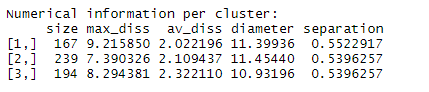 Numerical information per cluster:
size max_diss av_diss diameter separation
[1,] 167 9.215850 2.022196 11.39936 0.5522917
[2,] 239 7.390326 2.109437 11.45440 0.5396257
[3,] 194 8.294381 2.322110 10.93196 0.5396257